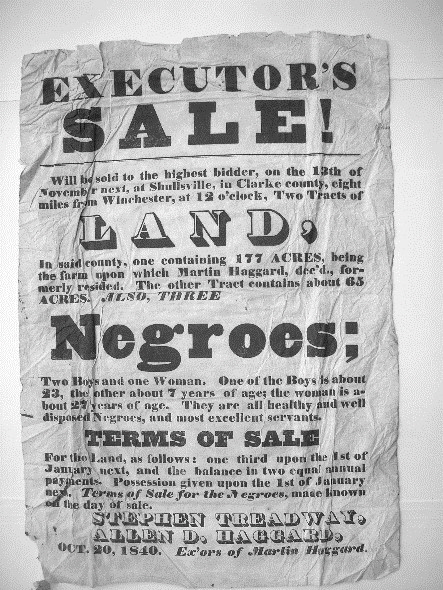 EXECUTOR'S
SALE!
Will be sold to the highest bidder, on the 13th of
November next, at Shullsville, in Clarke county, eight
miles from Winchester, at 12 o'clock, Two Tracts of
LAND,
In said county, one containing 177 ACRES, being
the farm upon which Martin Haggard, dec'd., for-
merly resided. The other Tract contains about 65
ACRES. ALSO, THREE
Negroes;
Two Boys and one Woman. One of the Boys is about
23, the other about 7 years of age; the woman is a-
bout 27 years of age. They are all healthy and well
disposed Negroes, and most excellent servants.
TERMS OF SALE
For the Land, as follows: one third upon the 1st of
January next, and the balance in two equal annual
payments. Possession given upon the 1st of January
next. Terms of Sale for the Negroes, made known
on the day of sale.
STEPHEN TREADWAY,
ALLEN D. HAGGARD,
OCT. 20, 1840. Ex'ors of Martin Haggard.